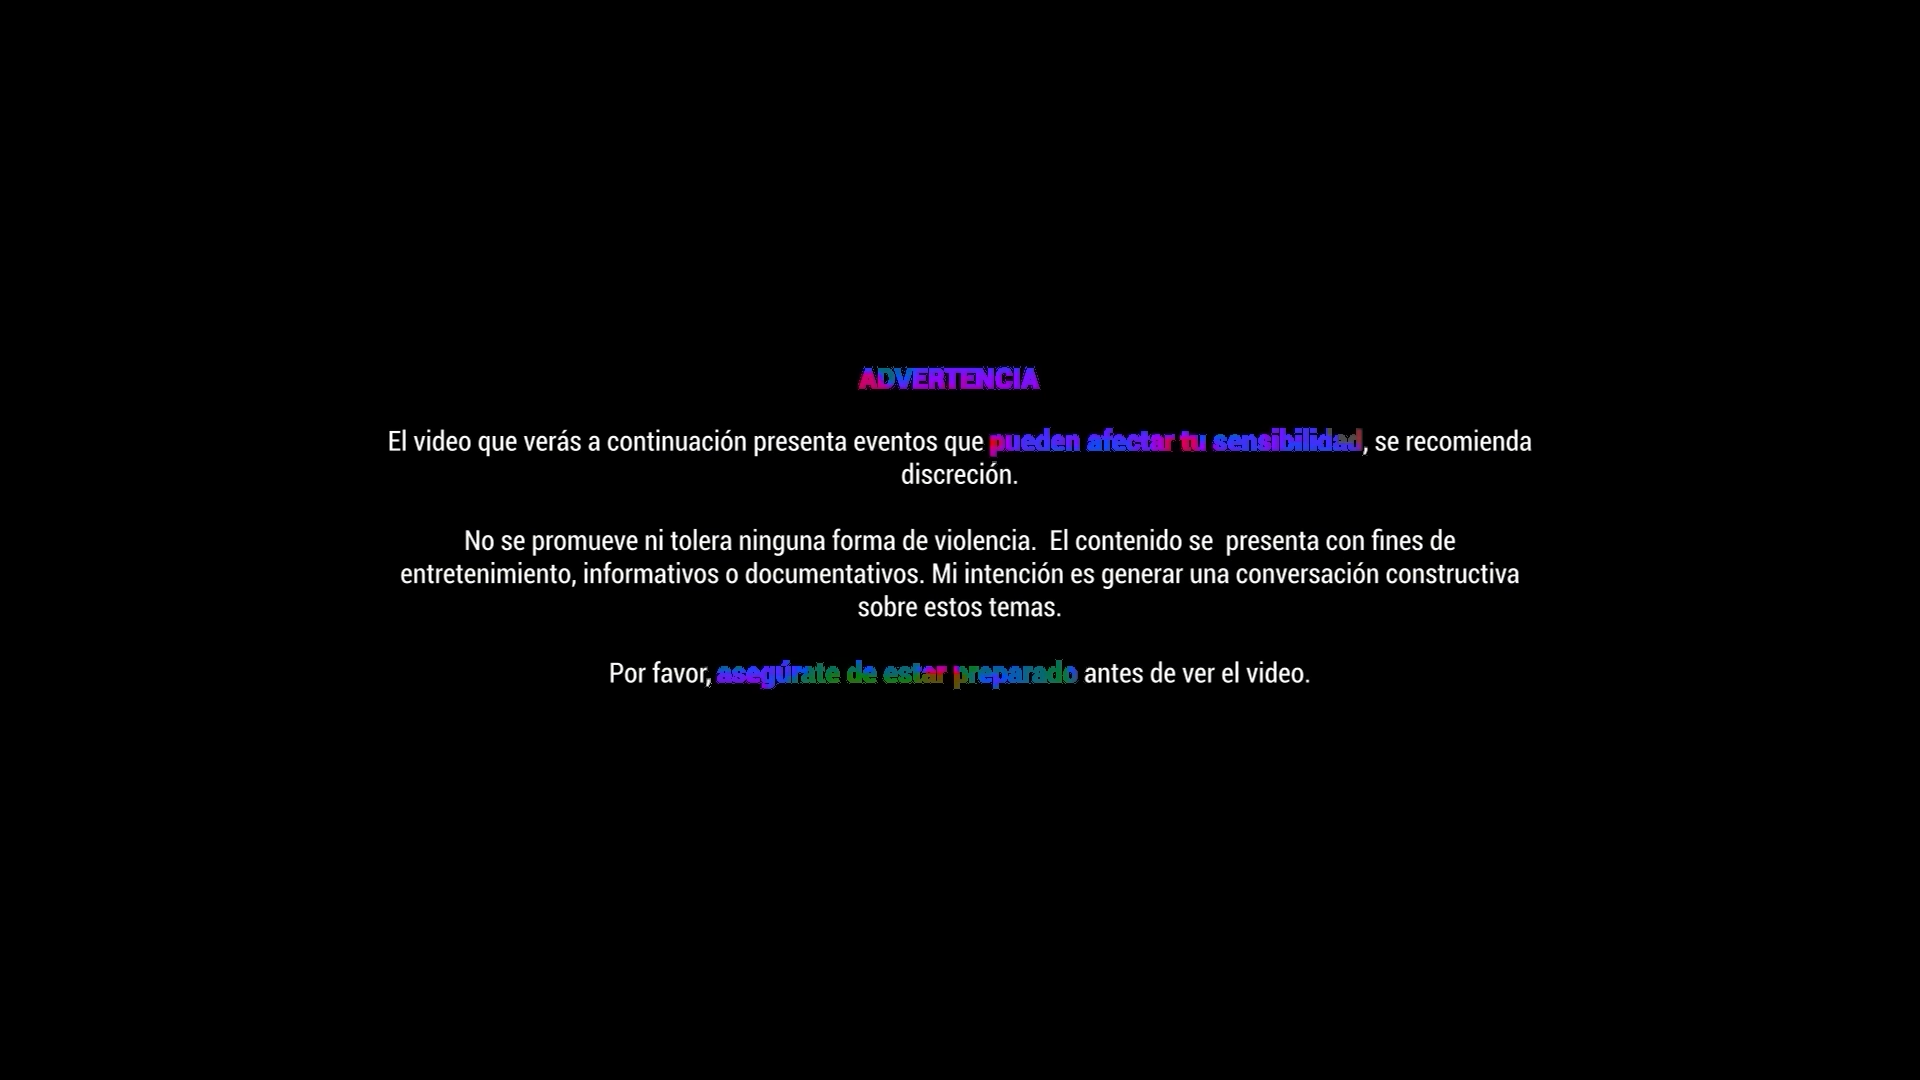 ADVERTENCIA
El video que verás a continuación presenta eventos que pueden afectar tu sensibilidad, se recomienda
discreción.
No se promueve ni tolera ninguna forma de violencia.  El contenido se  presenta con fines de
entretenimiento, informativos o documentativos. Mi intención es generar una conversación constructiva
sobre estos temas.
Por favor, asegúrate de estar preparado antes de ver el video.